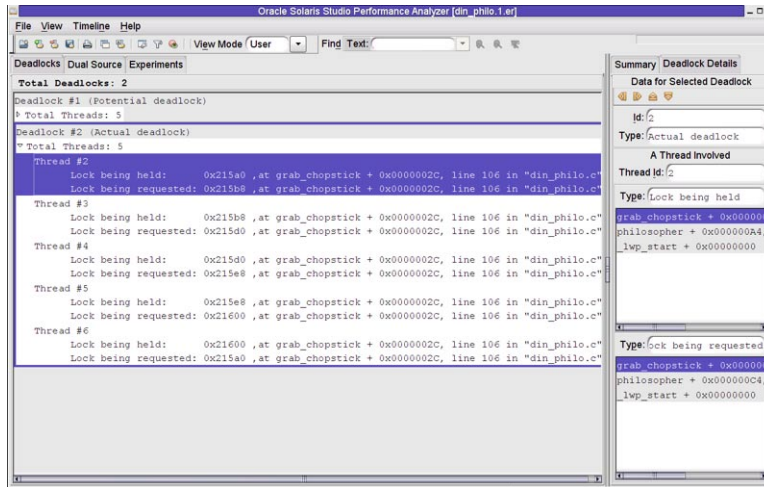 Oracle Solaris Studio Performance Analyzer [din_philo.1.er]
File View Timeline Help
View Mode User Find Text:
Deadlocks Dual Source Experiments
Total Deadlocks: 2
Deadlock #1 (Potential deadlock)
Total Threads: 5
Deadlock #2 (Actual deadlock)
Total Threads: 5
Thread #2
Lock being held: 0x215a0 ,at grab_chopstick + 0x0000002C, line 106 in "din_philo.c"
Lock being requested: 0x215b8 ,at grab_chopstick + 0x0000002C, line 106 in "din_philo.c"
Thread #3
Lock being held: 0x215b8 ,at grab_chopstick + 0x0000002C, line 106 in "din_philo.c"
Lock being requested: 0x215d0 ,at grab_chopstick + 0x0000002C, line 106 in "din_philo.c"
Thread #4
Lock being held: 0x215d0 ,at grab_chopstick + 0x0000002C, line 106 in "din_philo.c"
Lock being requested: 0x215e8 ,at grab_chopstick + 0x0000002C, line 106 in "din_philo.c"
Thread #5
Lock being held: 0x215e8 ,at grab_chopstick + 0x0000002C, line 106 in "din_philo.c"
Lock being requested: 0x21600 ,at grab_chopstick + 0x0000002C, line 106 in "din_philo.c"
Thread #6
Lock being held: 0x21600 ,at grab_chopstick + 0x0000002C, line 106 in "din_philo.c"
Lock being requested: 0x215a0 ,at grab_chopstick + 0x0000002C, line 106 in "din_philo.c"
Summary Deadlock Details
Data for Selected Deadlock
Id: 2
Type: Actual deadlock
A Thread Involved
Thread Id: 2
Type: Lock being held
grab_chopstick + 0x00000
philosopher + 0x000000A4,
_lwp_start + 0x00000000
Type: ock being requested
grab_chopstick + 0x00000
philosopher + 0x000000C4,
_lwp_start + 0x00000000